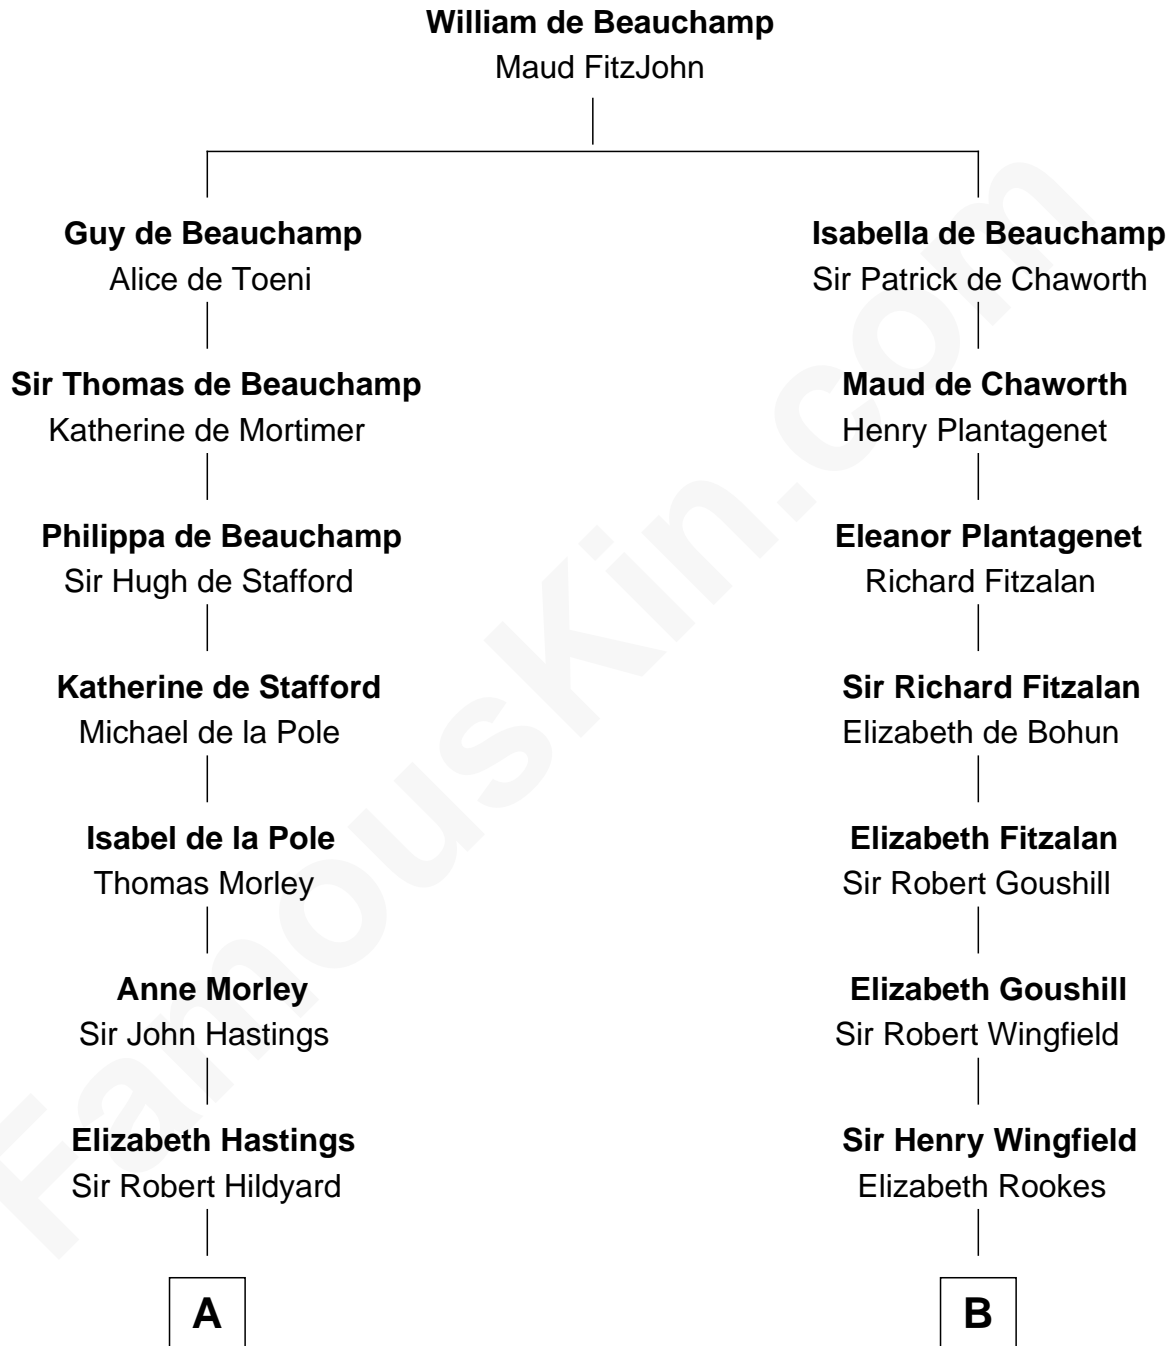 William de Beauchamp
Maud FitzJohn
Guy de Beauchamp
Alice de Toeni
Isabella de Beauchamp
Sir Patrick de Chaworth
Sir Thomas de Beauchamp
Katherine de Mortimer
Maud de Chaworth
Henry Plantagenet
Philippa de Beauchamp
Sir Hugh de Stafford
Eleanor Plantagenet
Richard Fitzalan
Katherine de Stafford
Michael de la Pole
Sir Richard Fitzalan
Elizabeth de Bohun
Isabel de la Pole
Thomas Morley
Elizabeth Fitzalan
Sir Robert Goushill
Anne Morley
Sir John Hastings
Elizabeth Goushill
Sir Robert Wingfield
Elizabeth Hastings
Sir Robert Hildyard
Sir Henry Wingfield
Elizabeth Rookes
A
B
FamousKin.com